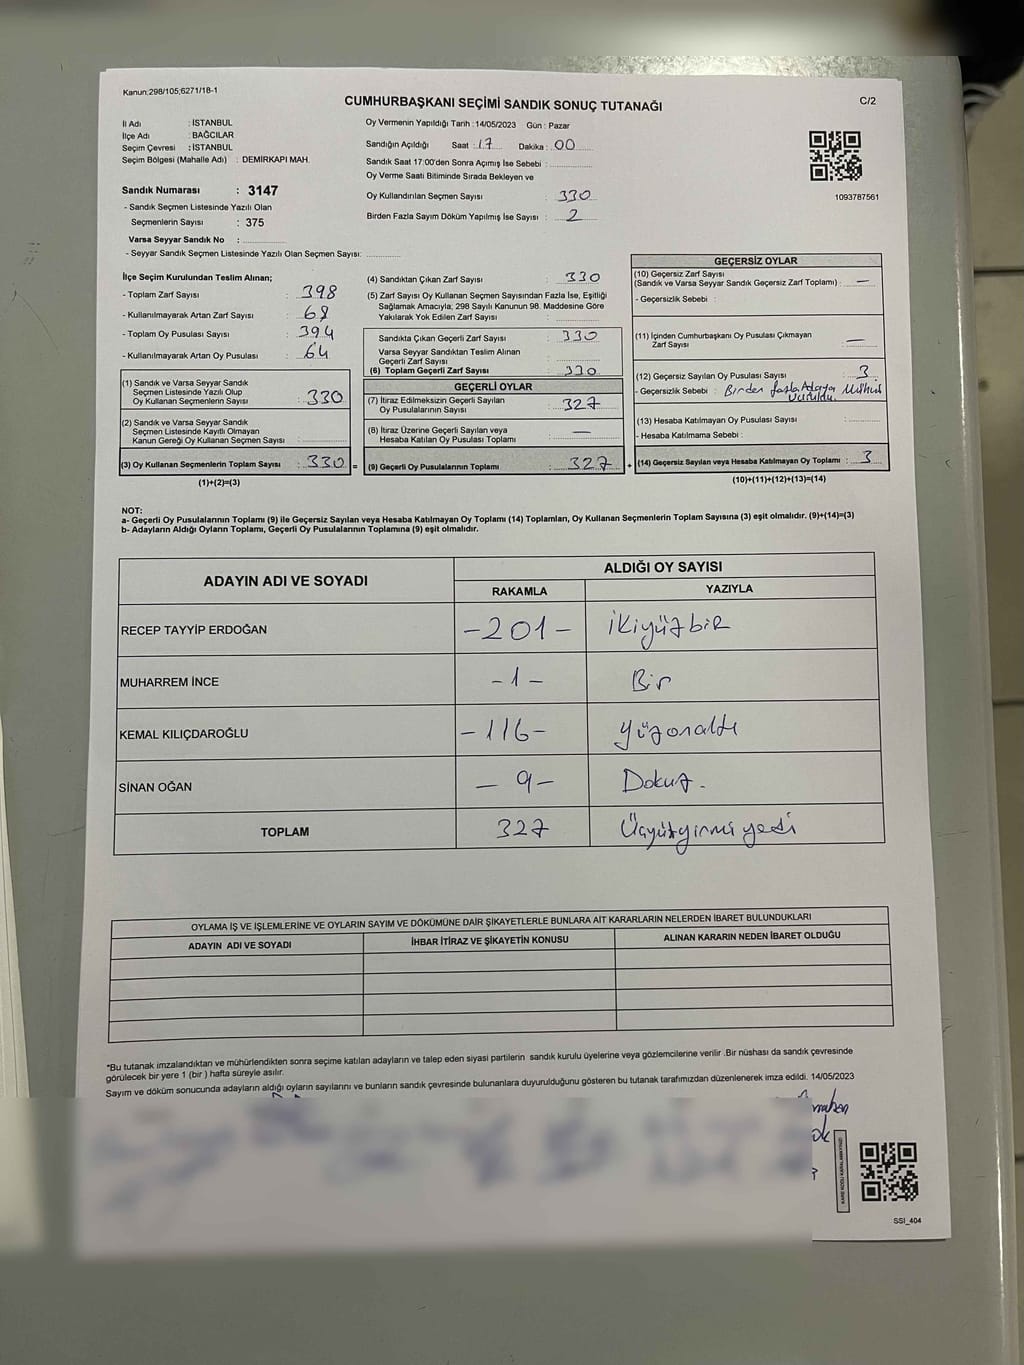 Kanun:298/105;6271/18-1
CUMHURBAŞKANI SEÇİMİ SANDIK SONUÇ TUTANAĞI
C/2
İl Adı : İSTANBUL
İlçe Adı : BAĞCILAR
Seçim Çevresi : İSTANBUL
Seçim Bölgesi (Mahalle Adı) : DEMİRKAPI MAH.
Sandık Numarası : 3147
- Sandık Seçmen Listesinde Yazılı Olan
Seçmenlerin Sayısı : 375
Varsa Seyyar Sandık No :
- Seyyar Sandık Seçmen Listesinde Yazılı Olan Seçmen Sayısı:
Oy Vermenin Yapıldığı Tarih :14/05/2023 Gün : Pazar
Sandığın Açıldığı Saat : 17 Dakika : 00
Sandık Saat 17:00'den Sonra Açımış İse Sebebi :
Oy Verme Saati Bitiminde Sırada Bekleyen ve
Oy Kullandırılan Seçmen Sayısı : 330
Birden Fazla Sayım Döküm Yapılmış İse Sayısı : 2
1093787561
İlçe Seçim Kurulundan Teslim Alınan;
- Toplam Zarf Sayısı : 398
- Kullanılmayarak Artan Zarf Sayısı : 68
- Toplam Oy Pusulası Sayısı : 394
- Kullanılmayarak Artan Oy Pusulası : 64
(1) Sandık ve Varsa Seyyar Sandık
Seçmen Listesinde Yazılı Olup
Oy Kullanan Seçmenlerin Sayısı : 330
(2) Sandık ve Varsa Seyyar Sandık
Seçmen Listesinde Kayıtlı Olmayan
Kanun Gereği Oy Kullanan Seçmen Sayısı :
(3) Oy Kullanan Seçmenlerin Toplam Sayısı : 330 =
(1)+(2)=(3)
(4) Sandıktan Çıkan Zarf Sayısı : 330
(5) Zarf Sayısı Oy Kullanan Seçmen Sayısından Fazla İse, Eşitliği
Sağlamak Amacıyla, 298 Sayılı Kanunun 98. Maddesine Göre
Yakılarak Yok Edilen Zarf Sayısı :
Sandıkta Çıkan Geçerli Zarf Sayısı : 330
Varsa Seyyar Sandıktan Teslim Alınan
Geçerli Zarf Sayısı :
(6) Toplam Geçerli Zarf Sayısı : 330
GEÇERLİ OYLAR
(7) İtiraz Edilmeksizin Geçerli Sayılan
Oy Pusulalarının Sayısı : 327
(8) İtiraz Üzerine Geçerli Sayılan veya
Hesaba Katılan Oy Pusulası Toplamı : —
(9) Geçerli Oy Pusulalarının Toplamı : 327 +
GEÇERSİZ OYLAR
(10) Geçersiz Zarf Sayısı
(Sandık ve Varsa Seyyar Sandık Geçersiz Zarf Toplamı) : —
- Geçersizlik Sebebi :
(11) İçinden Cumhurbaşkanı Oy Pusulası Çıkmayan
Zarf Sayısı : —
(12) Geçersiz Sayılan Oy Pusulası Sayısı : 3
- Geçersizlik Sebebi : Birden fazla Adaya Mühür
Vuruldu.
(13) Hesaba Katılmayan Oy Pusulası Sayısı :
- Hesaba Katılmama Sebebi :
(14) Geçersiz Sayılan veya Hesaba Katılmayan Oy Toplamı : 3
(10)+(11)+(12)+(13)=(14)
NOT:
a- Geçerli Oy Pusulalarının Toplamı (9) ile Geçersiz Sayılan veya Hesaba Katılmayan Oy Toplamı (14) Toplamları, Oy Kullanan Seçmenlerin Toplam Sayısına (3) eşit olmalıdır. (9)+(14)=(3)
b- Adayların Aldığı Oyların Toplamı, Geçerli Oy Pusulalarının Toplamına (9) eşit olmalıdır.
ADAYIN ADI VE SOYADI
ALDIĞI OY SAYISI
RAKAMLA YAZIYLA
RECEP TAYYİP ERDOĞAN -201- ikiyüzbir
MUHARREM İNCE -1- Bir
KEMAL KILIÇDAROĞLU -116- yüzonaltı
SİNAN OĞAN -9- Dokuz.
TOPLAM 327 Üçyüzyirmi yedi
OYLAMA İŞ VE İŞLEMLERİNE VE OYLARIN SAYIM VE DÖKÜMÜNE DAİR ŞİKAYETLERLE BUNLARA AİT KARARLARIN NELERDEN İBARET BULUNDUKLARI
ADAYIN ADI VE SOYADI İHBAR İTİRAZ VE ŞİKAYETİN KONUSU ALINAN KARARIN NEDEN İBARET OLDUĞU
*Bu tutanak imzalandıktan ve mühürlendikten sonra seçime katılan adayların ve talep eden siyasi partilerin sandık kurulu üyelerine veya gözlemcilerine verilir .Bir nüshası da sandık çevresinde
görülecek bir yere 1 (bir ) hafta süreyle asılır.
Sayım ve döküm sonucunda adayların aldığı oyların sayılarını ve bunların sandık çevresinde bulunanlara duyurulduğunu gösteren bu tutanak tarafımızdan düzenlenerek imza edildi. 14/05/2023
SSI_404